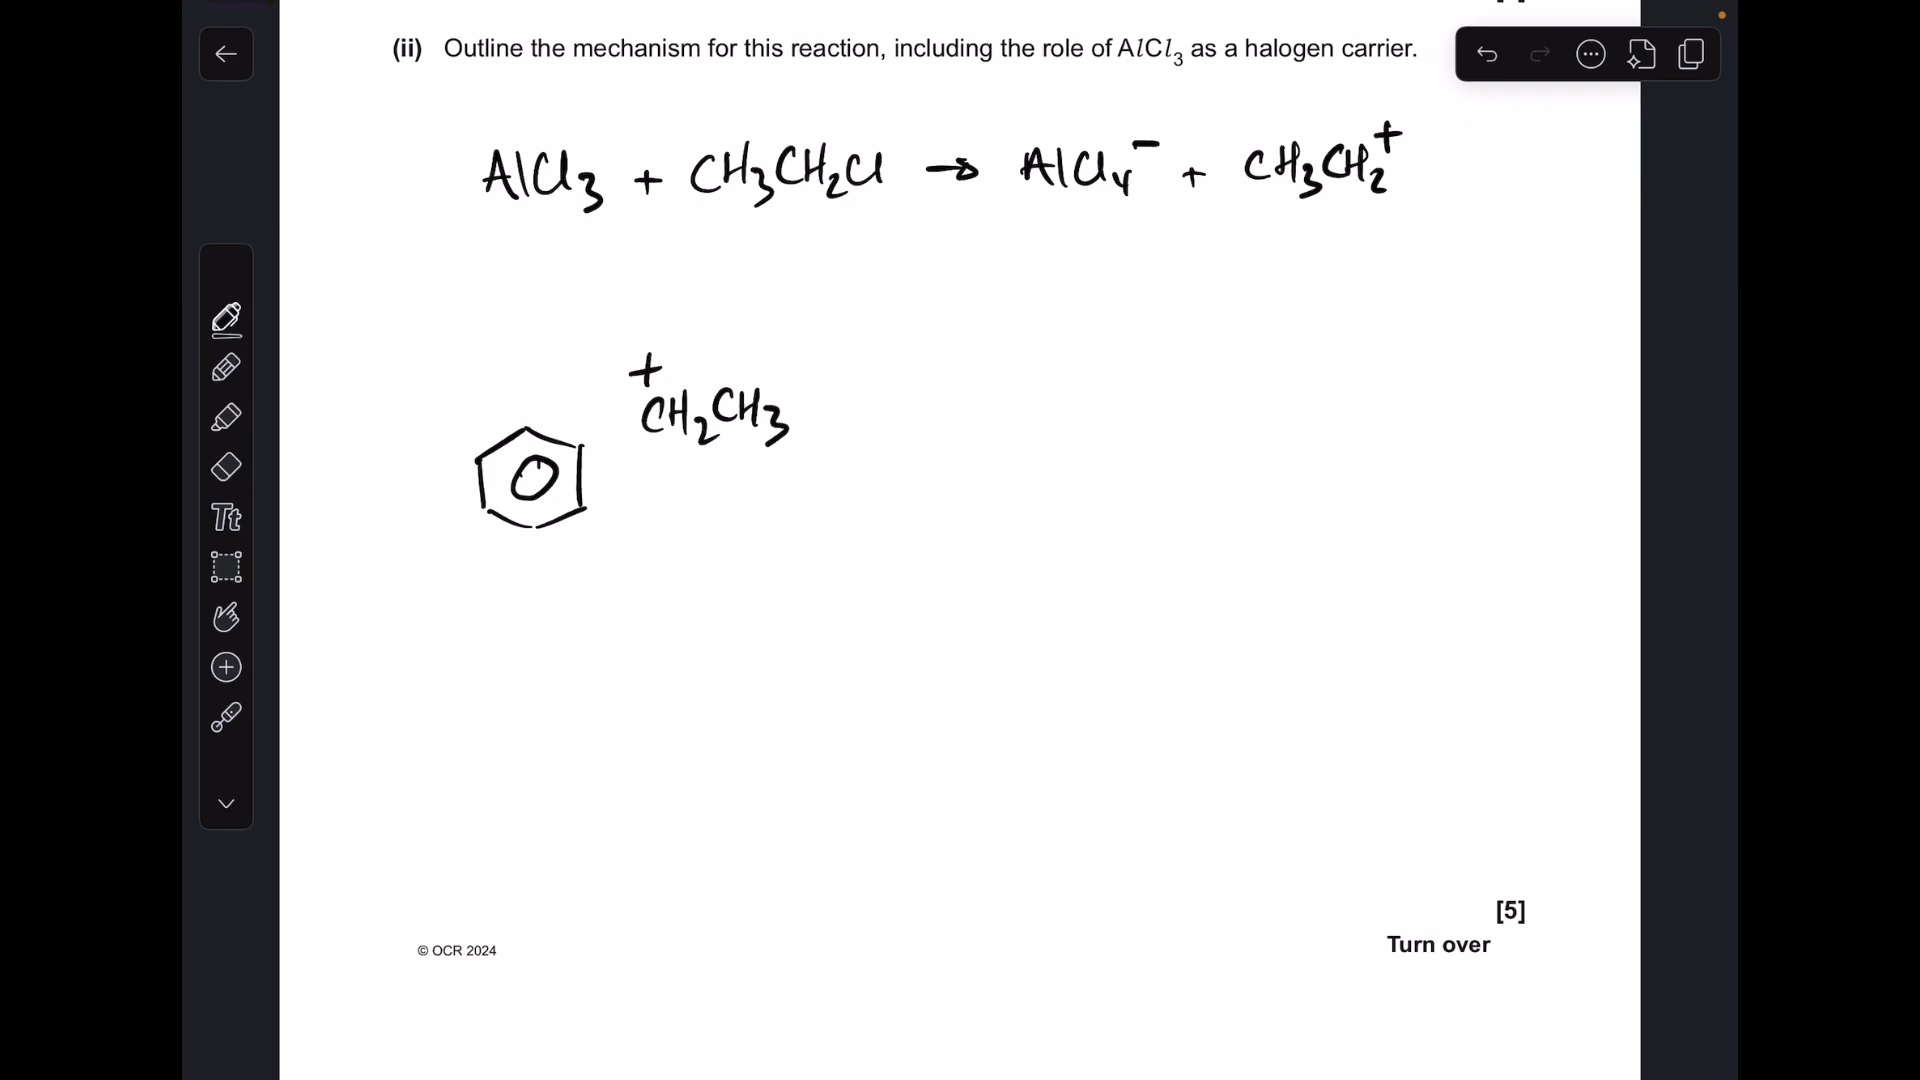 (ii) Outline the mechanism for this reaction, including the role of AlCl₃ as a halogen carrier.
AlCl₃ + CH₃CH₂Cl → AlCl₄⁻ + CH₃CH₂⁺
+
CH₂CH₃
Tt
[5]
© OCR 2024
Turn over